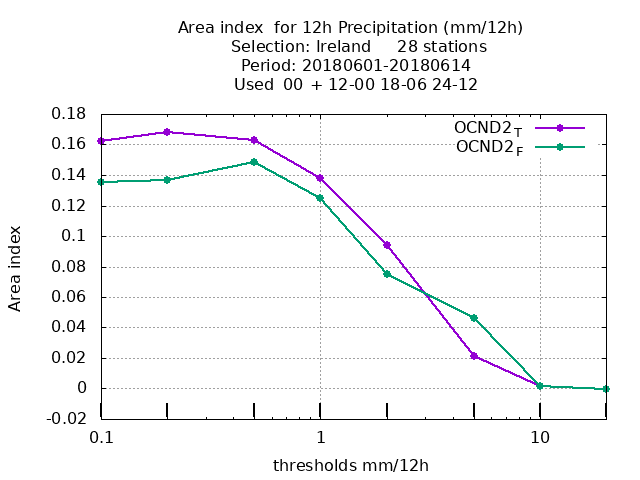 Area index  for 12h Precipitation (mm/12h)
Selection: Ireland     28 stations
Period: 20180601-20180614
Used 00 + 12-00 18-06 24-12
OCND2T
OCND2F
0.18
0.16
0.14
0.12
0.1
0.08
0.06
0.04
0.02
0
-0.02
Area index
0.1
1
10
thresholds mm/12h